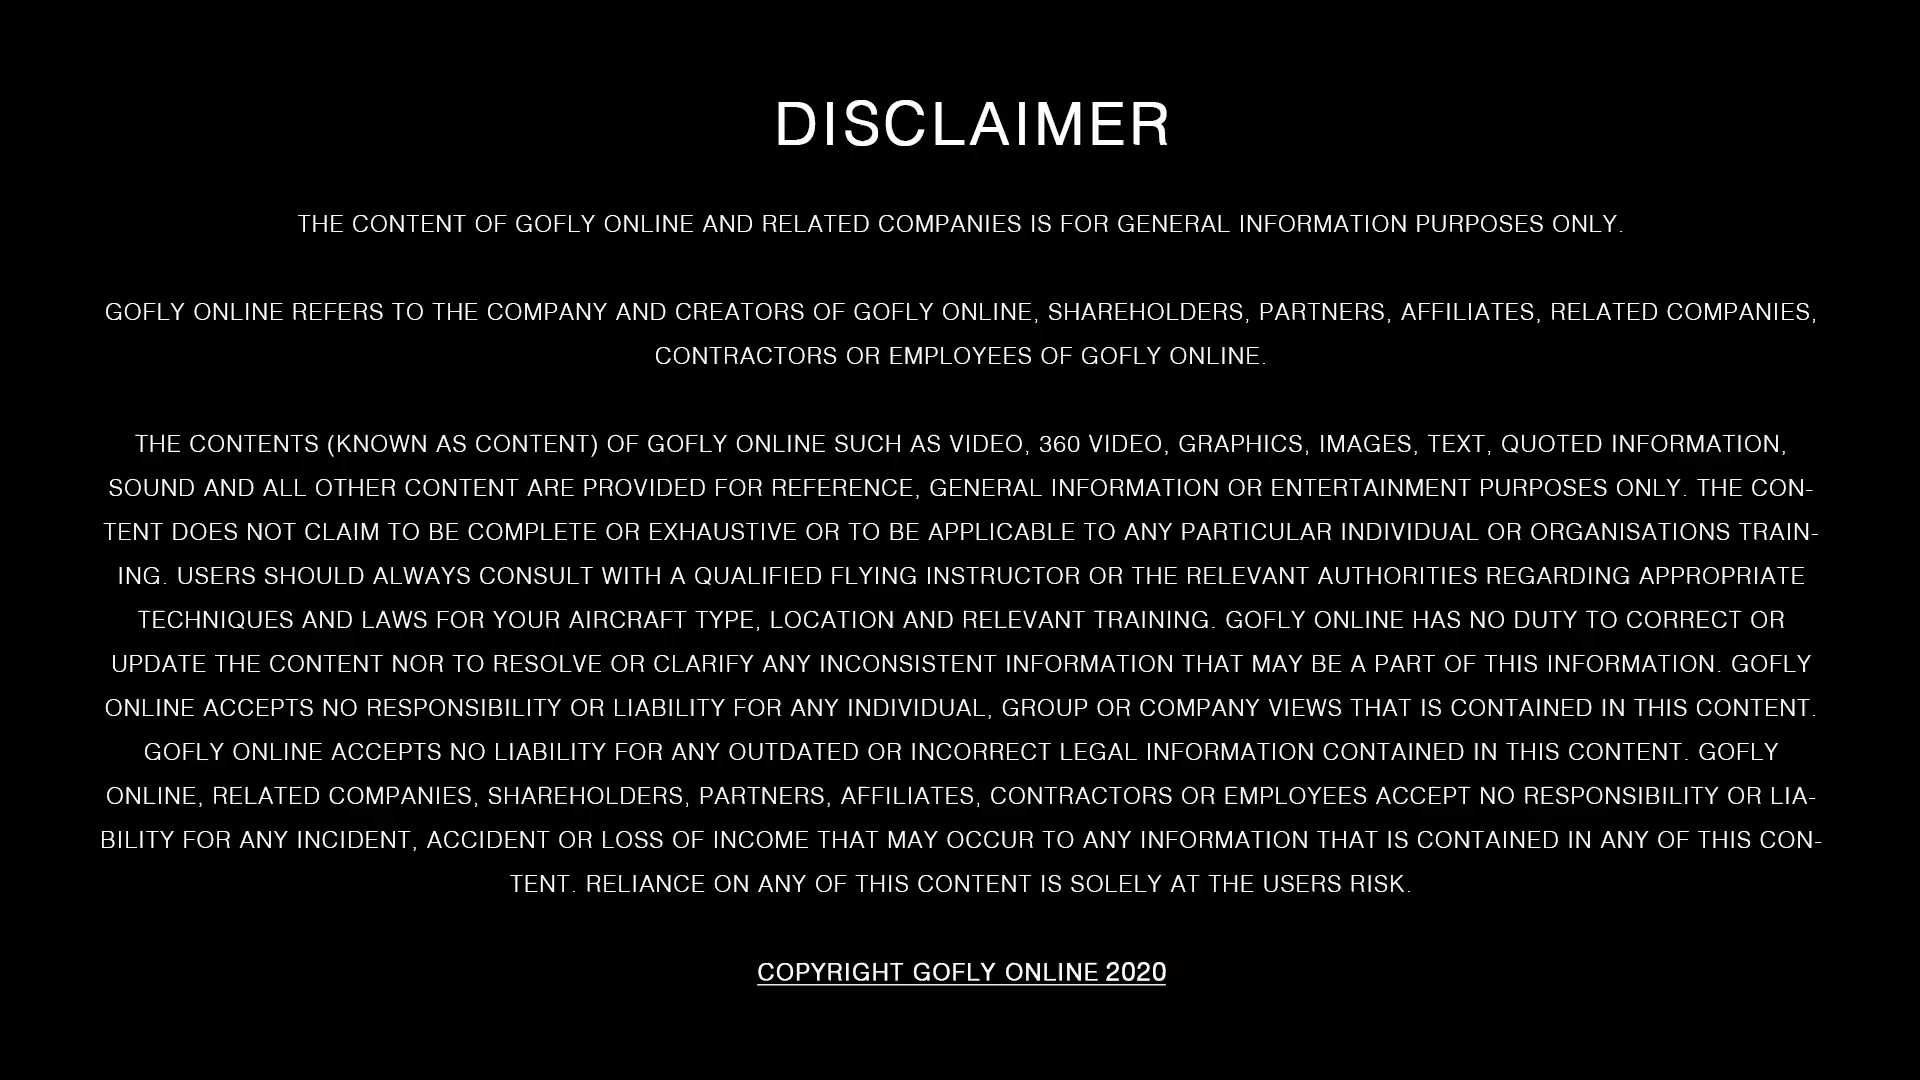 DISCLAIMER
THE CONTENT OF GOFLY ONLINE AND RELATED COMPANIES IS FOR GENERAL INFORMATION PURPOSES ONLY.
GOFLY ONLINE REFERS TO THE COMPANY AND CREATORS OF GOFLY ONLINE, SHAREHOLDERS, PARTNERS, AFFILIATES, RELATED COMPANIES,
CONTRACTORS OR EMPLOYEES OF GOFLY ONLINE.
THE CONTENTS (KNOWN AS CONTENT) OF GOFLY ONLINE SUCH AS VIDEO, 360 VIDEO, GRAPHICS, IMAGES, TEXT, QUOTED INFORMATION,
SOUND AND ALL OTHER CONTENT ARE PROVIDED FOR REFERENCE, GENERAL INFORMATION OR ENTERTAINMENT PURPOSES ONLY. THE CON-
TENT DOES NOT CLAIM TO BE COMPLETE OR EXHAUSTIVE OR TO BE APPLICABLE TO ANY PARTICULAR INDIVIDUAL OR ORGANISATIONS TRAIN-
ING. USERS SHOULD ALWAYS CONSULT WITH A QUALIFIED FLYING INSTRUCTOR OR THE RELEVANT AUTHORITIES REGARDING APPROPRIATE
TECHNIQUES AND LAWS FOR YOUR AIRCRAFT TYPE, LOCATION AND RELEVANT TRAINING. GOFLY ONLINE HAS NO DUTY TO CORRECT OR
UPDATE THE CONTENT NOR TO RESOLVE OR CLARIFY ANY INCONSISTENT INFORMATION THAT MAY BE A PART OF THIS INFORMATION. GOFLY
ONLINE ACCEPTS NO RESPONSIBILITY OR LIABILITY FOR ANY INDIVIDUAL, GROUP OR COMPANY VIEWS THAT IS CONTAINED IN THIS CONTENT.
GOFLY ONLINE ACCEPTS NO LIABILITY FOR ANY OUTDATED OR INCORRECT LEGAL INFORMATION CONTAINED IN THIS CONTENT. GOFLY
ONLINE, RELATED COMPANIES, SHAREHOLDERS, PARTNERS, AFFILIATES, CONTRACTORS OR EMPLOYEES ACCEPT NO RESPONSIBILITY OR LIA-
BILITY FOR ANY INCIDENT, ACCIDENT OR LOSS OF INCOME THAT MAY OCCUR TO ANY INFORMATION THAT IS CONTAINED IN ANY OF THIS CON-
TENT. RELIANCE ON ANY OF THIS CONTENT IS SOLELY AT THE USERS RISK.
COPYRIGHT GOFLY ONLINE 2020